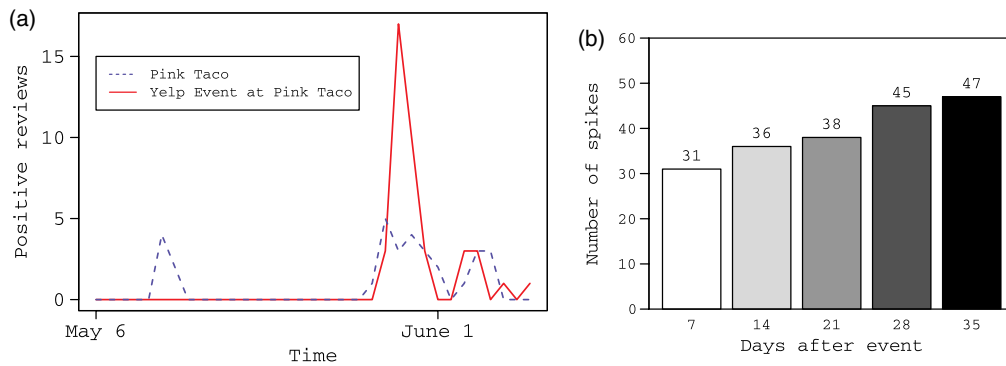 (a)
Positive reviews
15
10
5
0
Pink Taco
Yelp Event at Pink Taco
May 6
June 1
Time
(b)
Number of spikes
60
50
40
30
20
10
0
31
36
38
45
47
7
14
21
28
35
Days after event